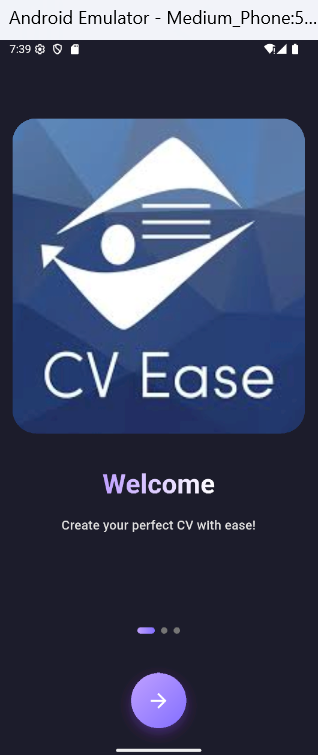 Android Emulator - Medium_Phone:5...
7:39
CV Ease
Welcome
Create your perfect CV with ease!